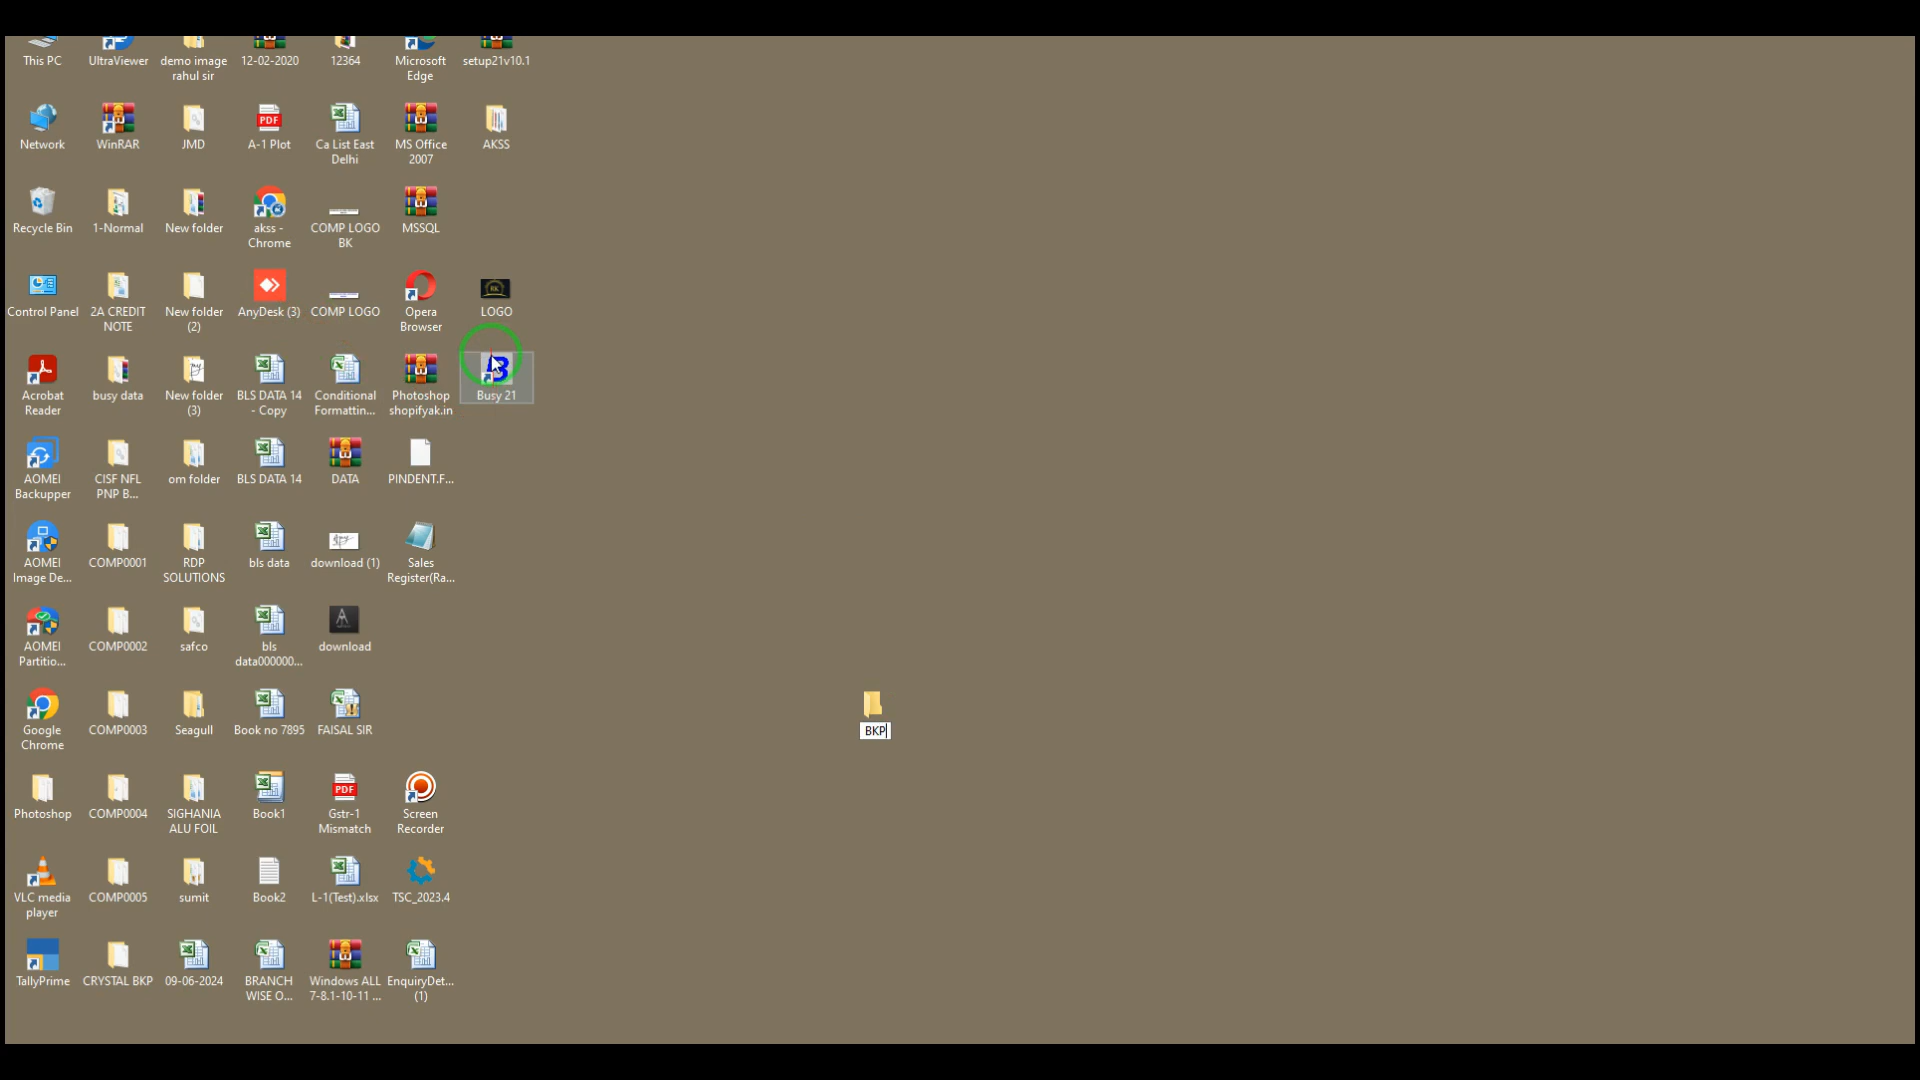 This PC
UltraViewer
demo image
rahul sir
12-02-2020
12364
Microsoft
Edge
setup21v10.1
Network
WinRAR
JMD
PDF
A-1 Plot
Ca List East
Delhi
MS Office
2007
AKSS
Recycle Bin
1-Normal
New folder
akss -
Chrome
COMP LOGO
BK
MSSQL
Control Panel
2A CREDIT
NOTE
New folder
(2)
AnyDesk (3)
COMP LOGO
Opera
Browser
LOGO
Acrobat
Reader
busy data
New folder
(3)
BLS DATA 14
- Copy
Conditional
Formattin...
Photoshop
shopifyak.in
Busy 21
AOMEI
Backupper
CISF NFL
PNP B...
om folder
BLS DATA 14
DATA
PINDENT.F...
AOMEI
Image De...
COMP0001
RDP
SOLUTIONS
bls data
download (1)
Sales
Register(Ra...
AOMEI
Partitio...
COMP0002
safco
bls
data000000...
download
Google
Chrome
COMP0003
Seagull
Book no 7895
FAISAL SIR
BKP
Photoshop
COMP0004
SIGHANIA
ALU FOIL
Book1
PDF
Gstr-1
Mismatch
Screen
Recorder
VLC media
player
COMP0005
sumit
Book2
L-1(Test).xlsx
TSC_2023.4
TallyPrime
CRYSTAL BKP
09-06-2024
BRANCH
WISE O...
Windows ALL
7-8.1-10-11 ...
EnquiryDet...
(1)